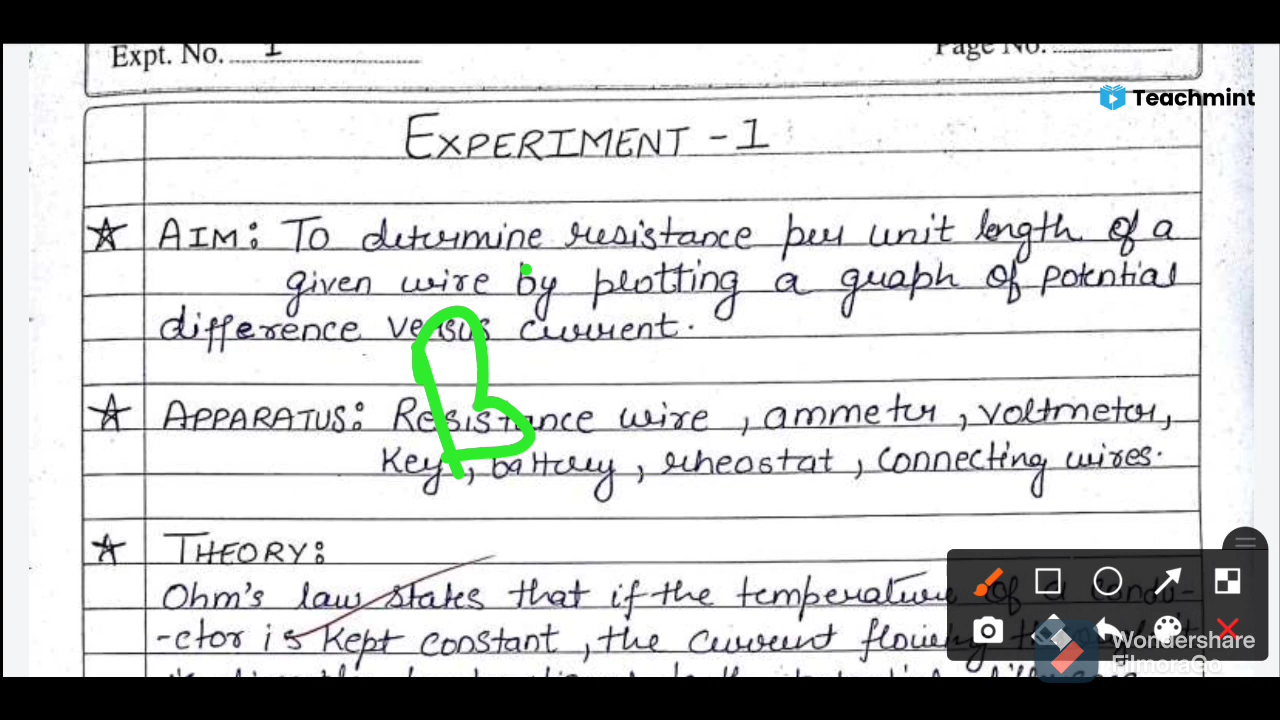 Expt. No. 1
Page No.
Teachmint
EXPERIMENT - 1
☆ AIM: To determine resistance per unit length of a
given wire by plotting a graph of potential
difference versus current.
☆ APPARATUS: Resistance wire, ammeter, voltmeter,
Key, battery, rheostat, connecting wires.
☆ THEORY:
Ohm's law states that if the temperature of a condu-
-ctor is kept constant, the current flowing
Wondershare
FilmoraGo